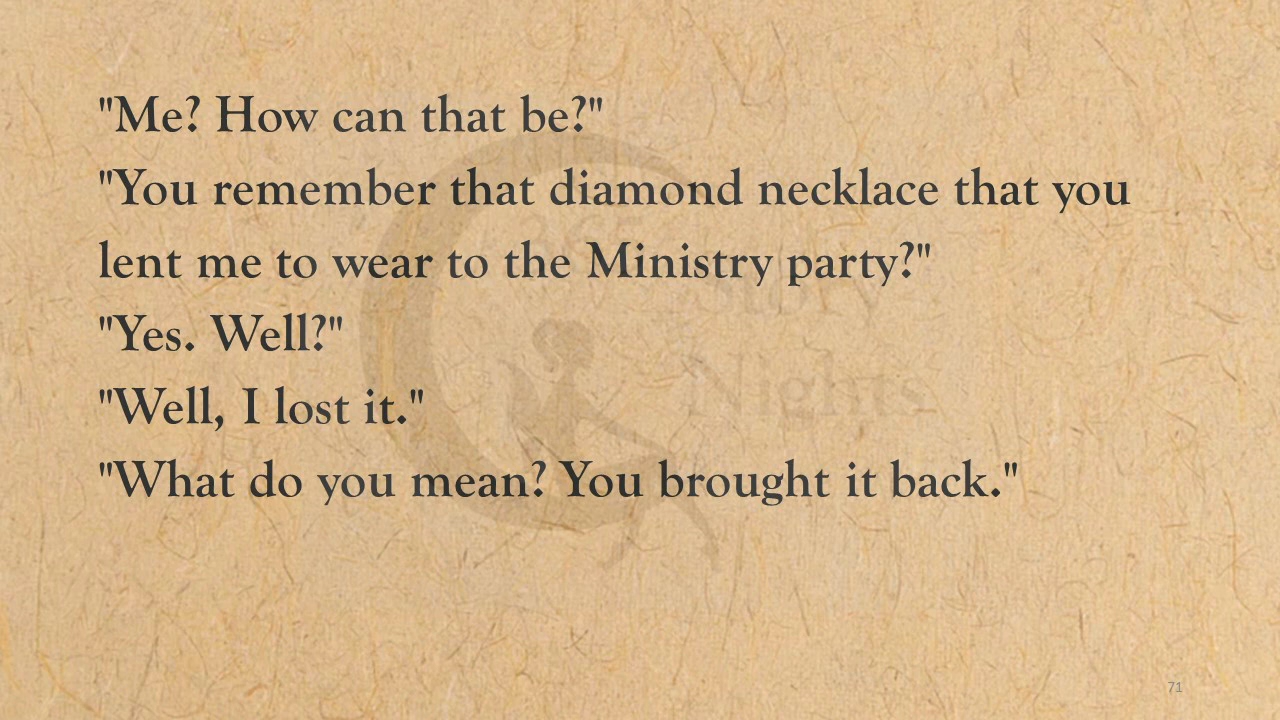 "Me? How can that be?"
"You remember that diamond necklace that you
lent me to wear to the Ministry party?"
"Yes. Well?"
"Well, I lost it."
"What do you mean? You brought it back."
Nights
71